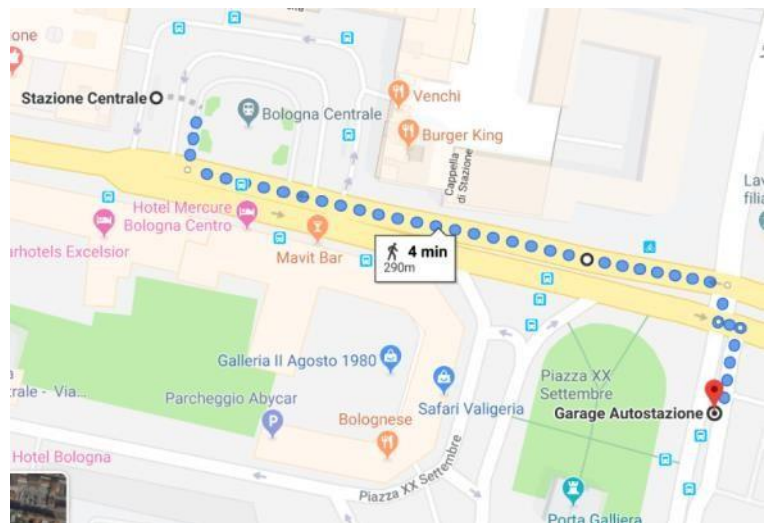 one
Stazione Centrale
Bologna Centrale
Venchi
Burger King
Cappella
di Stazione
Lav
filia
Hotel Mercure
Bologna Centro
arhotels Excelsior
Mavit Bar
4 min
290m
Galleria II Agosto 1980
Piazza XX
Settembre
trale - Via...
Parcheggio Abycar
Safari Valigeria
Garage Autostazione
Bolognese
Hotel Bologna
Piazza XX Settembre
Porta Galliera